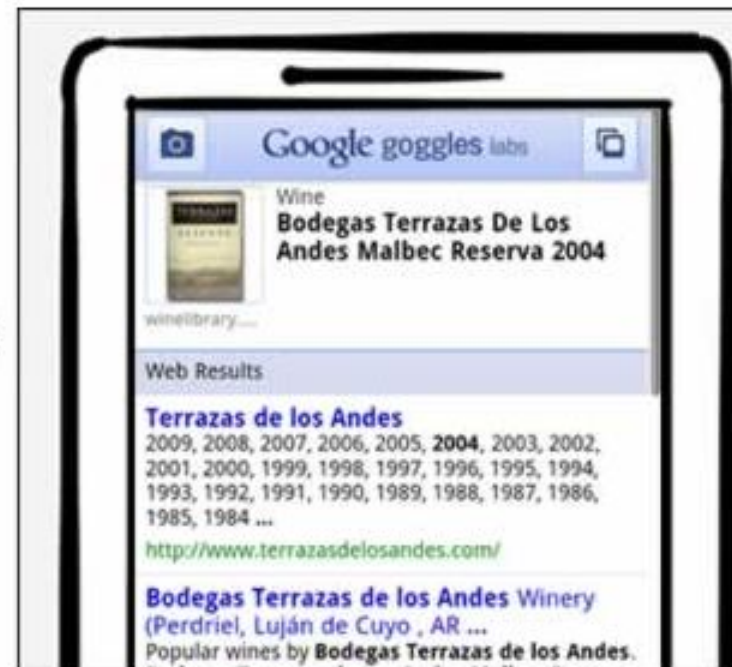 Google goggles labs
Wine
Bodegas Terrazas De Los
Andes Malbec Reserva 2004
winelibrary....
Web Results
Terrazas de los Andes
2009, 2008, 2007, 2006, 2005, 2004, 2003, 2002,
2001, 2000, 1999, 1998, 1997, 1996, 1995, 1994,
1993, 1992, 1991, 1990, 1989, 1988, 1987, 1986,
1985, 1984 ...
http://www.terrazasdelosandes.com/
Bodegas Terrazas de los Andes Winery
(Perdriel, Luján de Cuyo , AR ...
Popular wines by Bodegas Terrazas de los Andes.